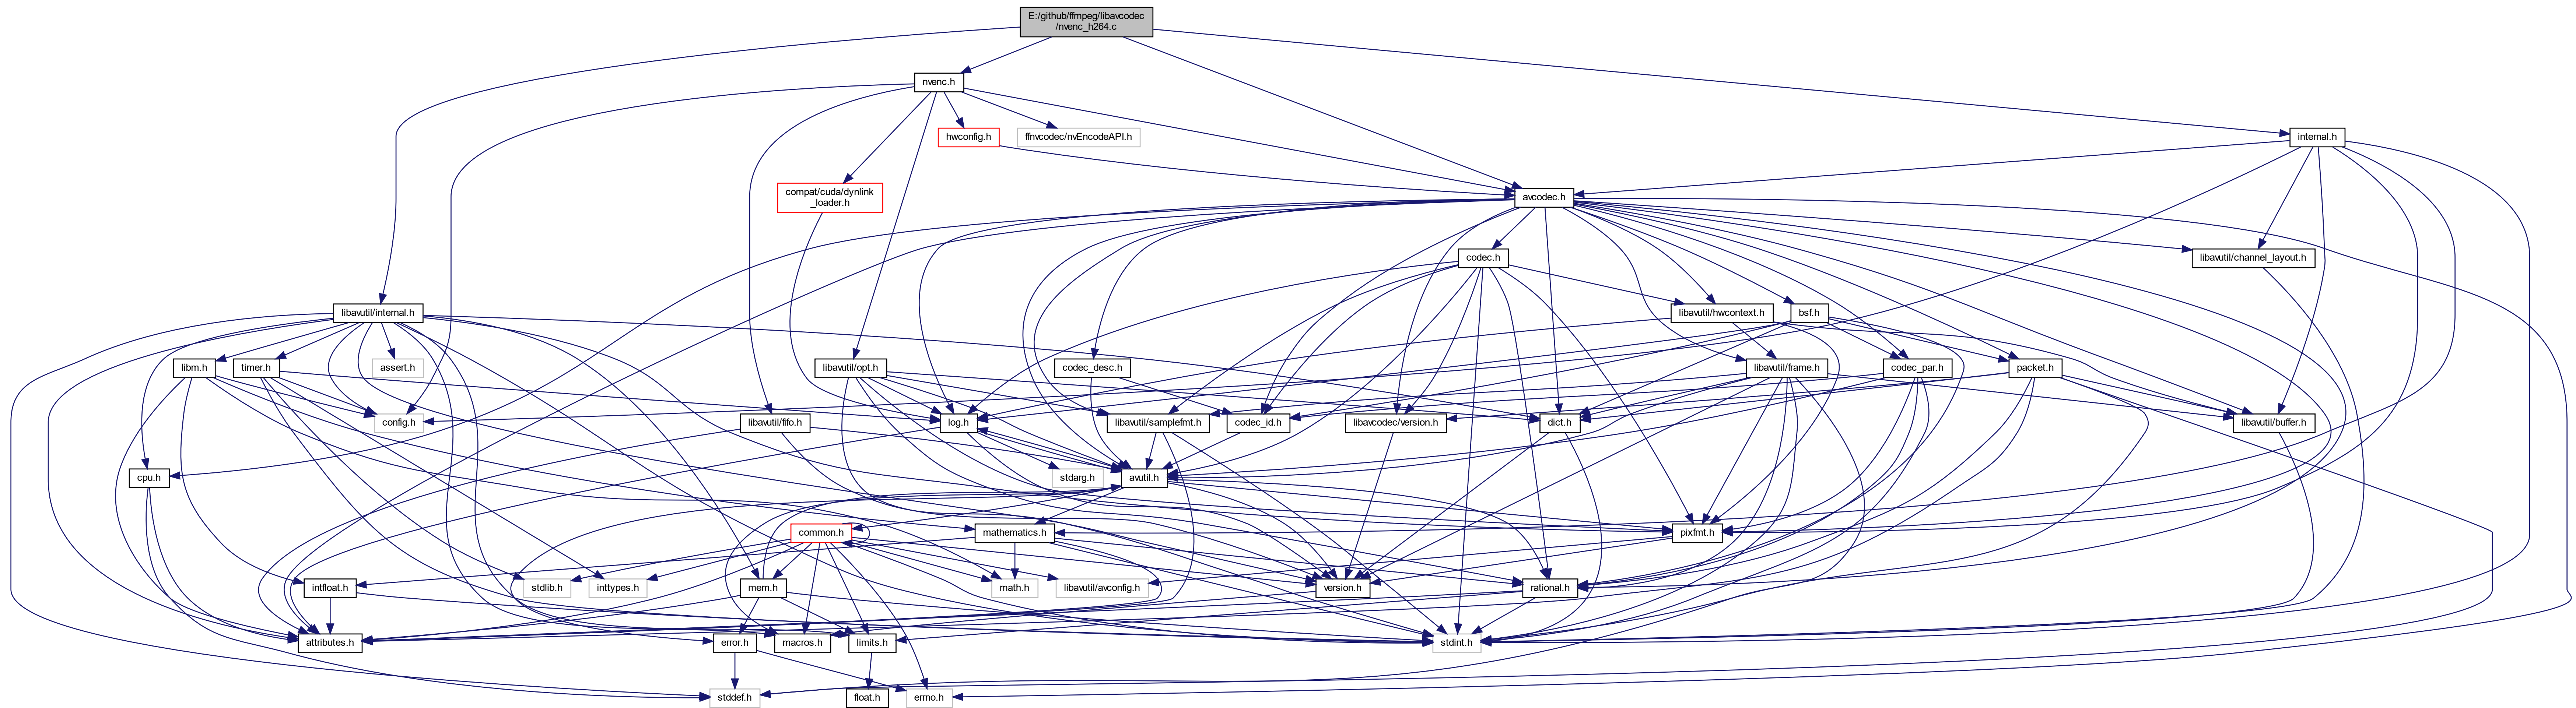 E:/github/ffmpeg/libavcodec
/nvenc_h264.c
nvenc.h
hwconfig.h
ffnvcodec/nvEncodeAPI.h
internal.h
compat/cuda/dynlink
_loader.h
avcodec.h
codec.h
libavutil/channel_layout.h
libavutil/internal.h
libavutil/hwcontext.h
bsf.h
libm.h
timer.h
assert.h
libavutil/opt.h
codec_desc.h
libavutil/frame.h
codec_par.h
packet.h
config.h
libavutil/fifo.h
log.h
libavutil/samplefmt.h
codec_id.h
libavcodec/version.h
dict.h
libavutil/buffer.h
cpu.h
stdarg.h
avutil.h
common.h
mathematics.h
pixfmt.h
intfloat.h
stdlib.h
inttypes.h
mem.h
math.h
libavutil/avconfig.h
version.h
rational.h
attributes.h
error.h
macros.h
limits.h
stdint.h
stddef.h
float.h
errno.h